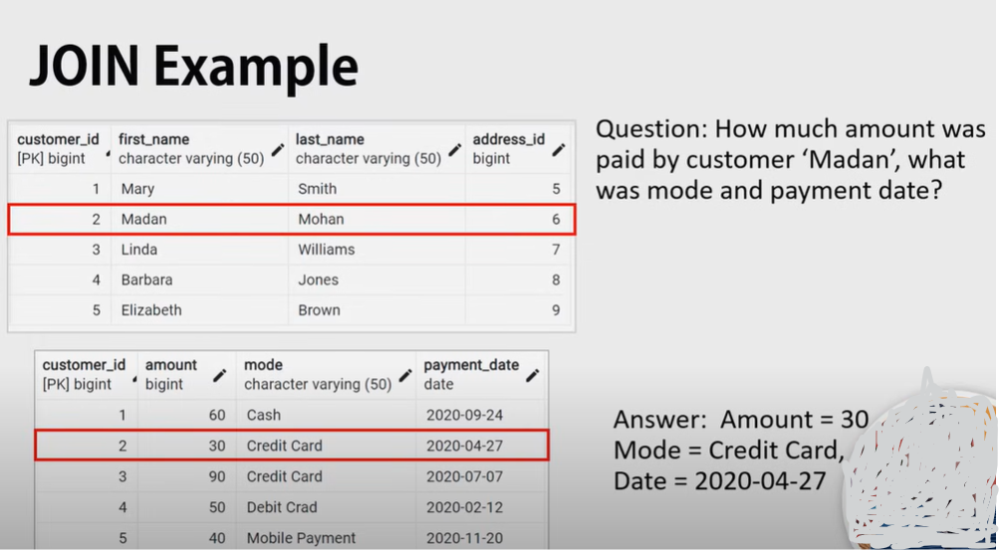 JOIN Example
customer_id first_name last_name address_id
[PK] bigint character varying (50) character varying (50) bigint
1 Mary Smith 5
2 Madan Mohan 6
3 Linda Williams 7
4 Barbara Jones 8
5 Elizabeth Brown 9
Question: How much amount was
paid by customer ‘Madan’, what
was mode and payment date?
customer_id amount mode payment_date
[PK] bigint bigint character varying (50) date
1 60 Cash 2020-09-24
2 30 Credit Card 2020-04-27
3 90 Credit Card 2020-07-07
4 50 Debit Crad 2020-02-12
5 40 Mobile Payment 2020-11-20
Answer: Amount = 30
Mode = Credit Card,
Date = 2020-04-27